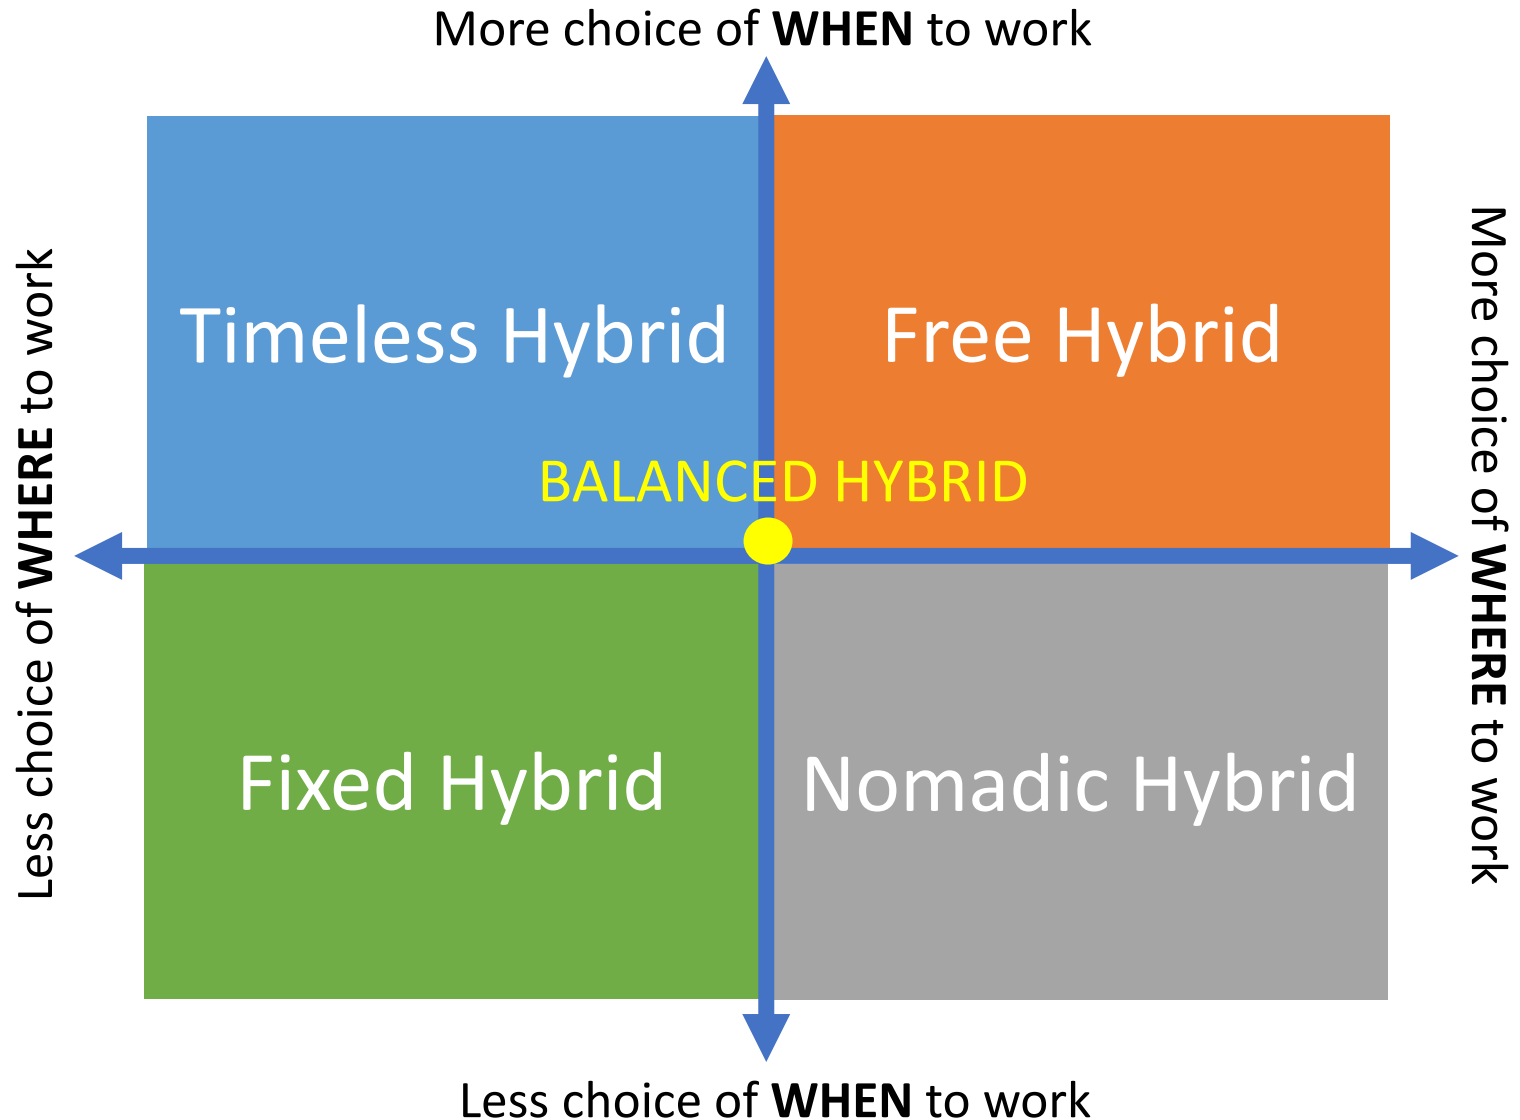 More choice of WHEN to work
Less choice of WHERE to work
Timeless Hybrid
Free Hybrid
More choice of WHERE to work
BALANCED HYBRID
Fixed Hybrid
Nomadic Hybrid
Less choice of WHEN to work